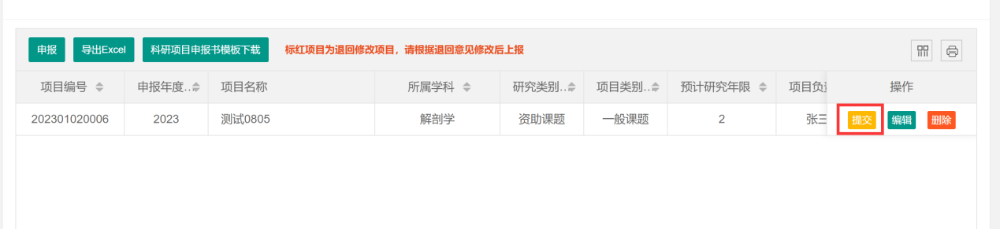 申报 导出Excel 科研项目申报书模板下载 标红项目为退回修改项目，请根据退回意见修改后上报
项目编号 申报年度... 项目名称 所属学科 研究类别... 项目类别... 预计研究年限 项目负 操作
202301020006 2023 测试0805 解剖学 资助课题 一般课题 2 张三 提交 编辑 删除